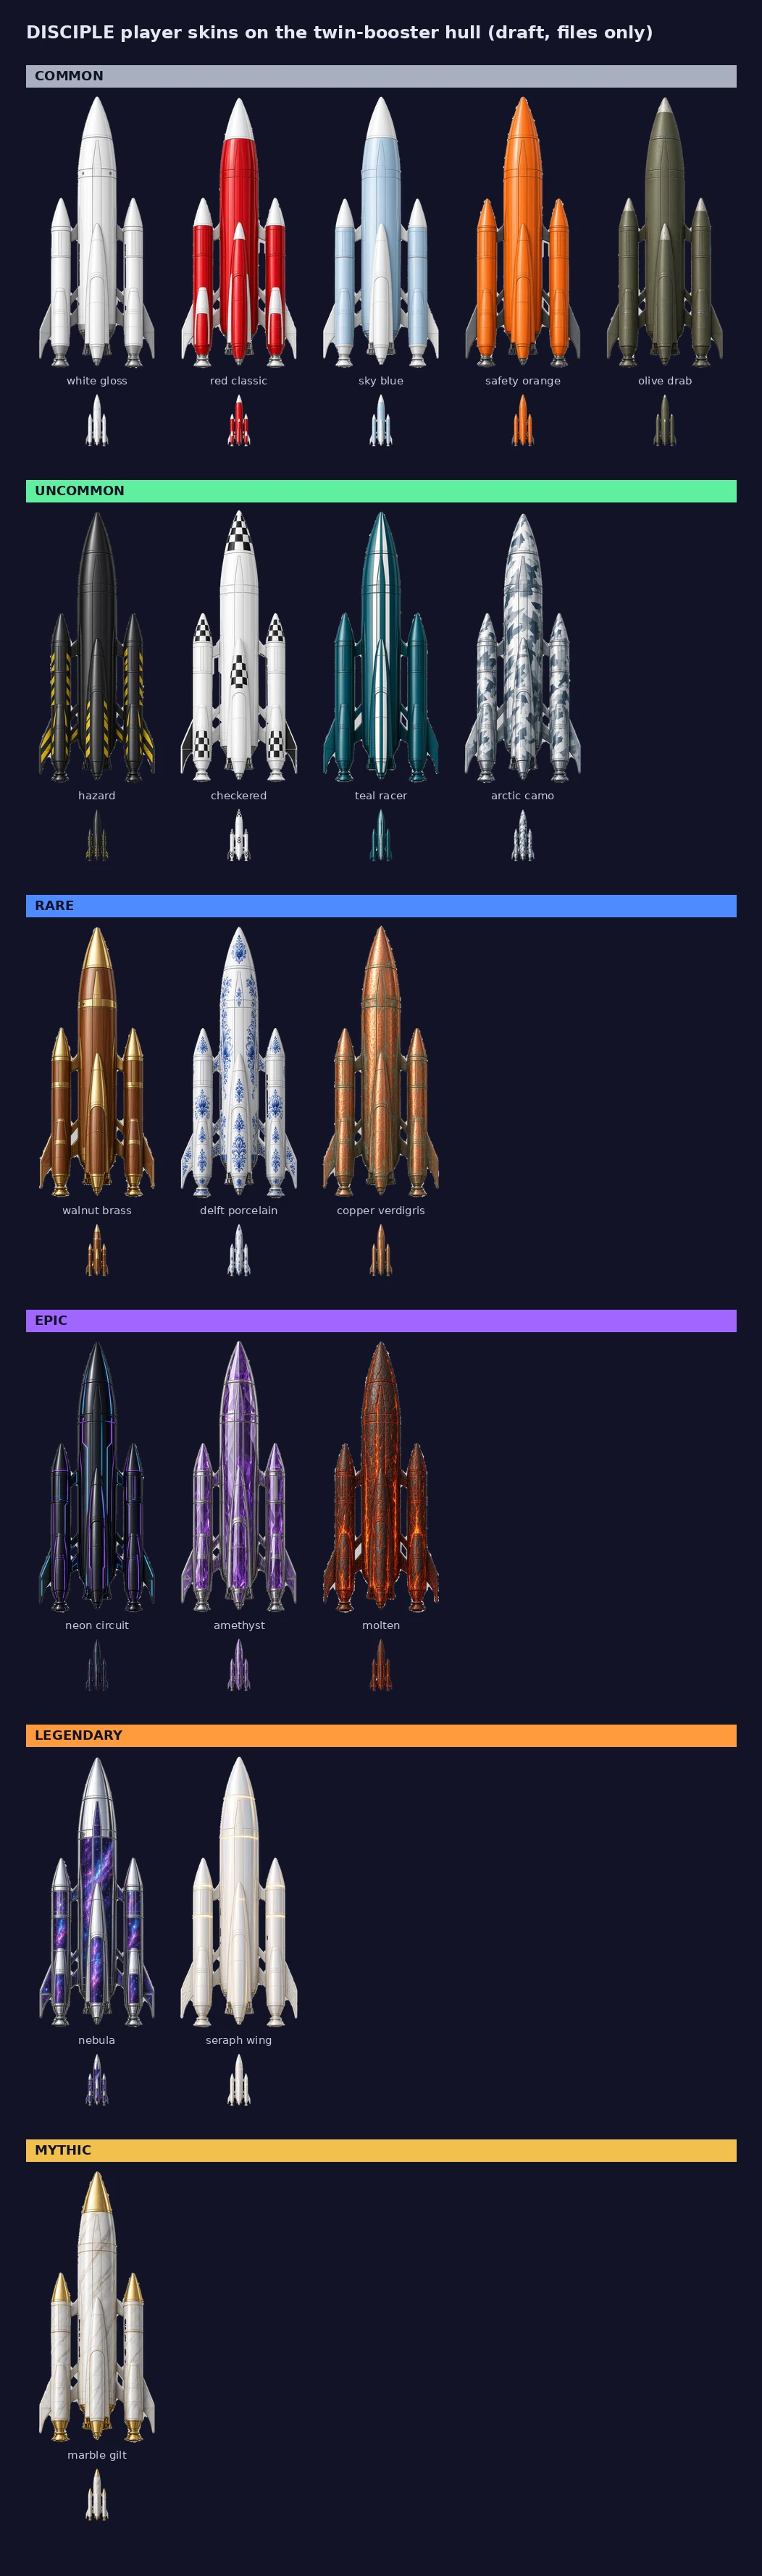 DISCIPLE player skins on the twin-booster hull (draft, files only)
COMMON
white gloss
red classic
sky blue
safety orange
olive drab
UNCOMMON
hazard
checkered
teal racer
arctic camo
RARE
walnut brass
delft porcelain
copper verdigris
EPIC
neon circuit
amethyst
molten
LEGENDARY
nebula
seraph wing
MYTHIC
marble gilt